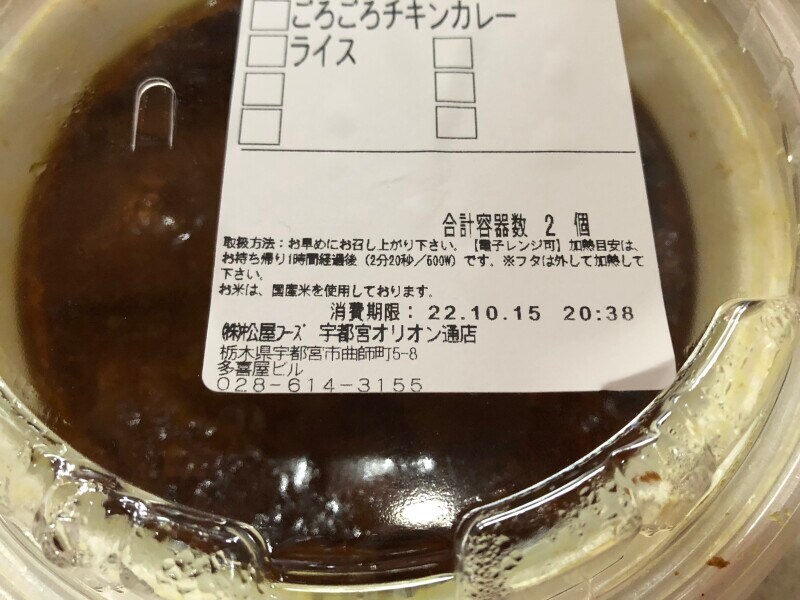 ごろごろチキンカレー
ライス
合計容器数 2 個
取扱方法：お早めにお召し上がり下さい。【電子レンジ可】加熱目安は、
お持ち帰り1時間経過後（2分20秒／500W）です。※フタは外して加熱して
下さい。
お米は、国産米を使用しております。
消費期限：22.10.15 20:38
㈱松屋フーズ 宇都宮オリオン通店
栃木県宇都宮市曲師町5-8
多喜屋ビル
028-614-3155